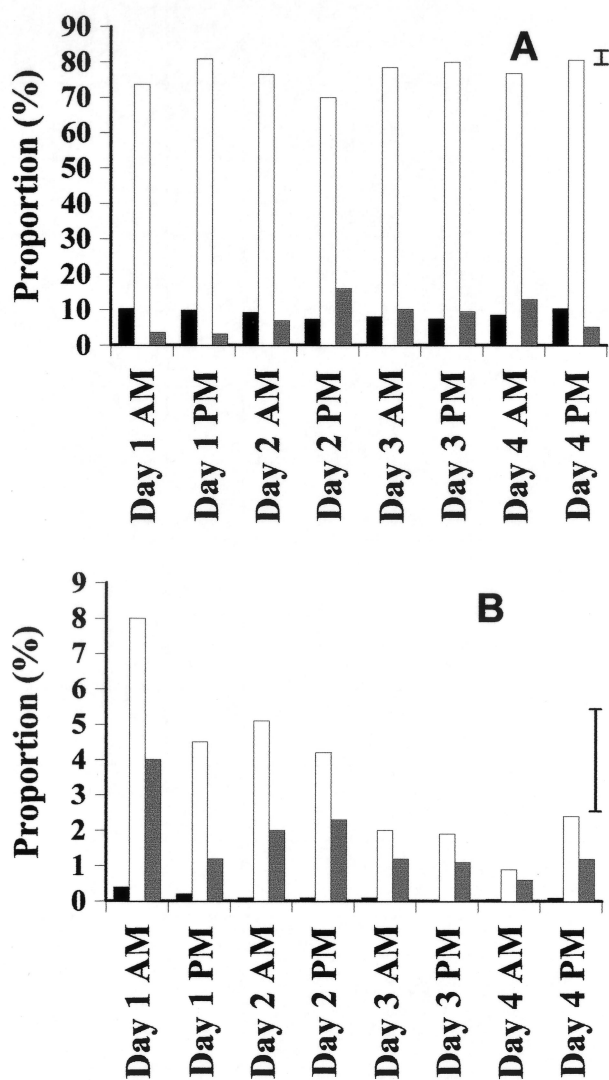 A
Proportion (%)
90
80
70
60
50
40
30
20
10
0
Day 1 AM
Day 1 PM
Day 2 AM
Day 2 PM
Day 3 AM
Day 3 PM
Day 4 AM
Day 4 PM
B
Proportion (%)
9
8
7
6
5
4
3
2
1
0
Day 1 AM
Day 1 PM
Day 2 AM
Day 2 PM
Day 3 AM
Day 3 PM
Day 4 AM
Day 4 PM